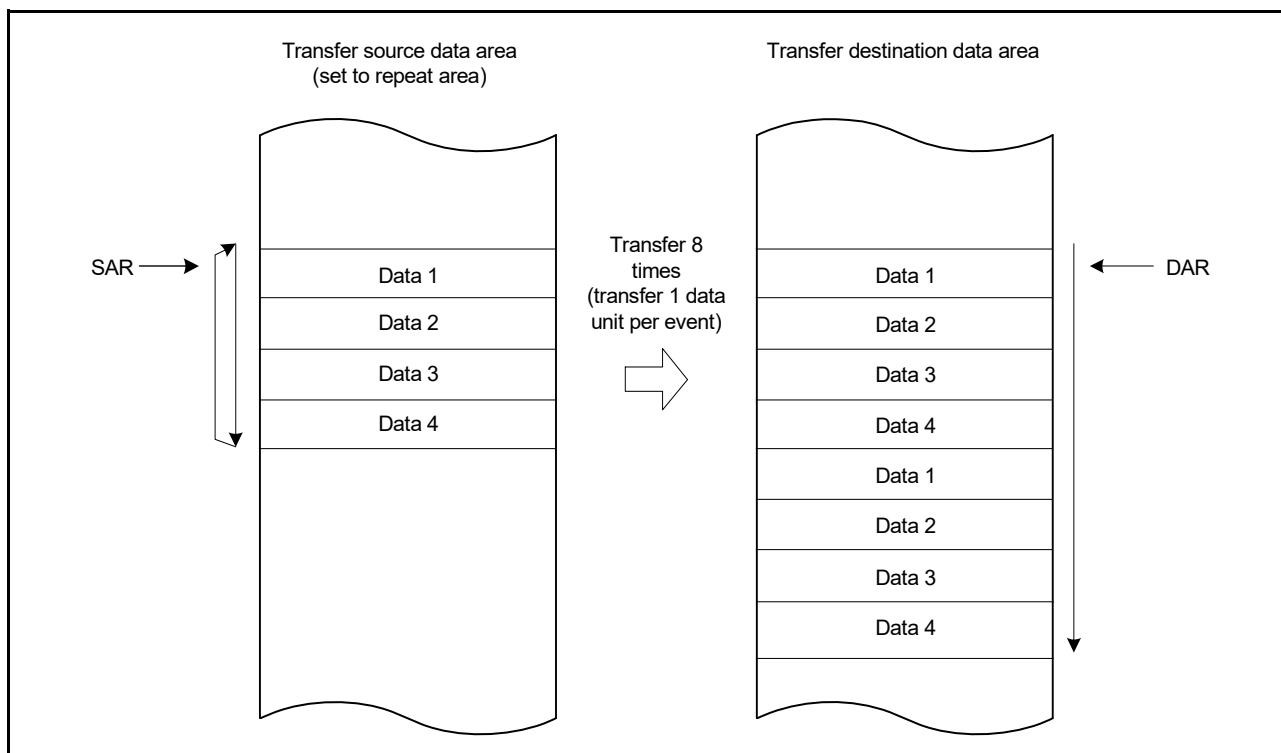 Transfer source data area
(set to repeat area)
Transfer destination data area
SAR
Data 1
Data 2
Data 3
Data 4
Transfer 8
times
(transfer 1 data
unit per event)
Data 1
Data 2
Data 3
Data 4
Data 1
Data 2
Data 3
Data 4
DAR